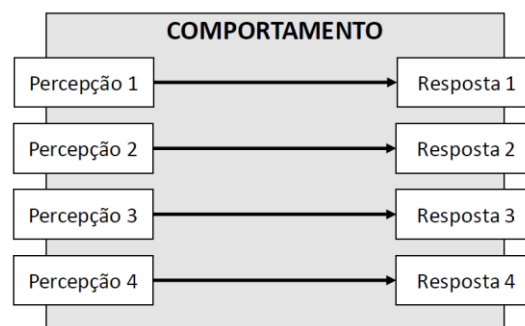 COMPORTAMENTO
Percepção 1
Resposta 1
Percepção 2
Resposta 2
Percepção 3
Resposta 3
Percepção 4
Resposta 4